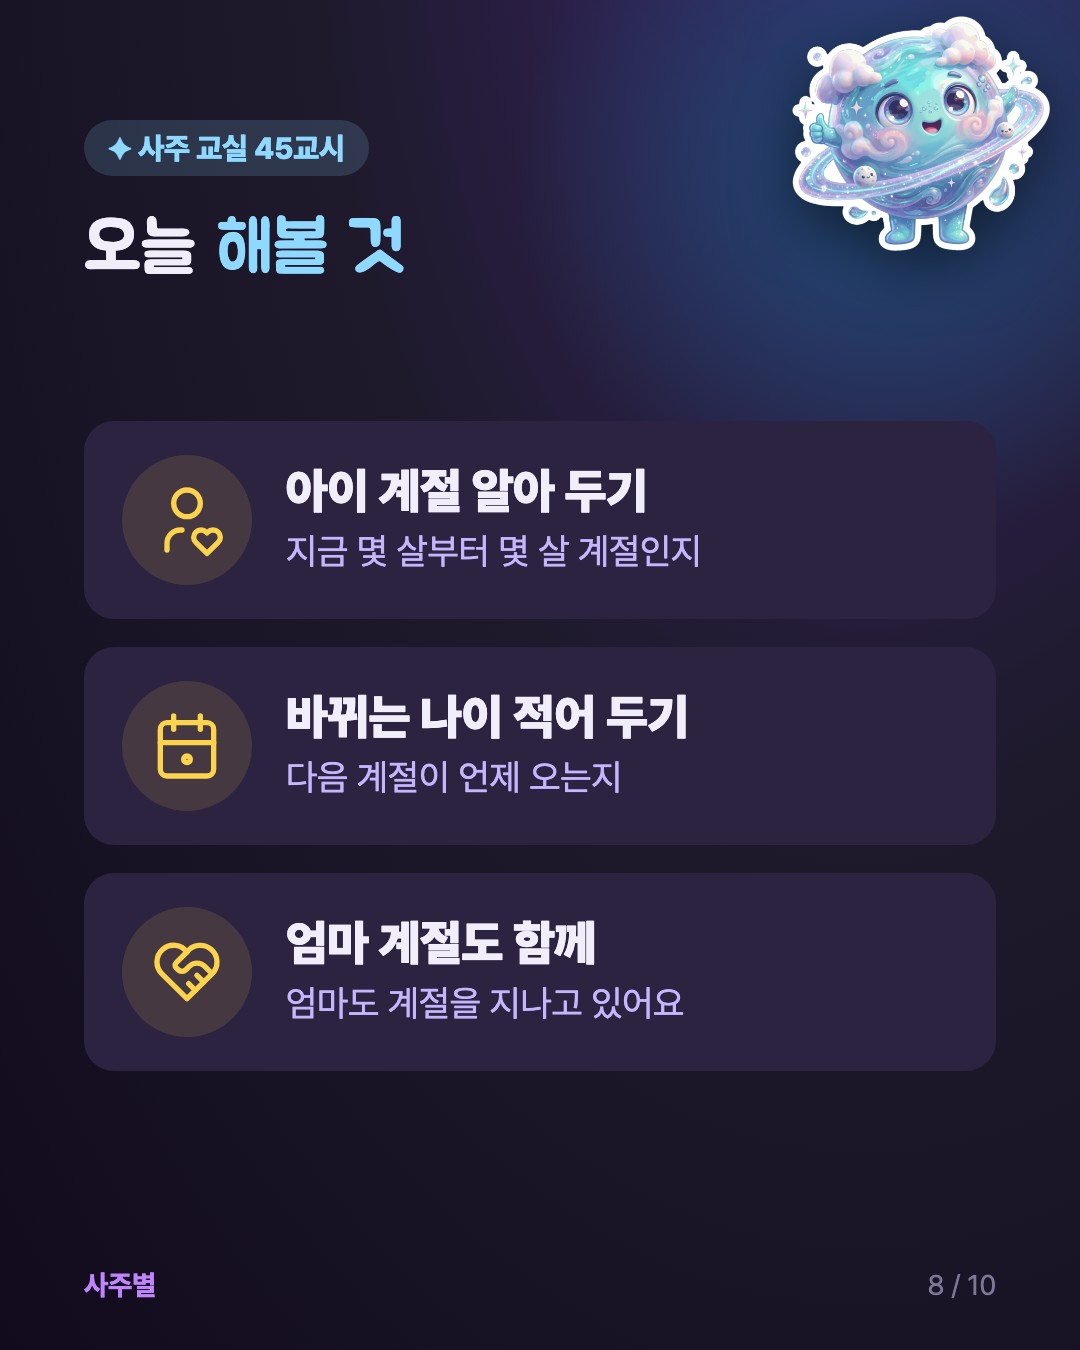 사주 교실 45교시
오늘 해볼 것
아이 계절 알아 두기
지금 몇 살부터 몇 살 계절인지
바뀌는 나이 적어 두기
다음 계절이 언제 오는지
엄마 계절도 함께
엄마도 계절을 지나고 있어요
사주별
8 / 10